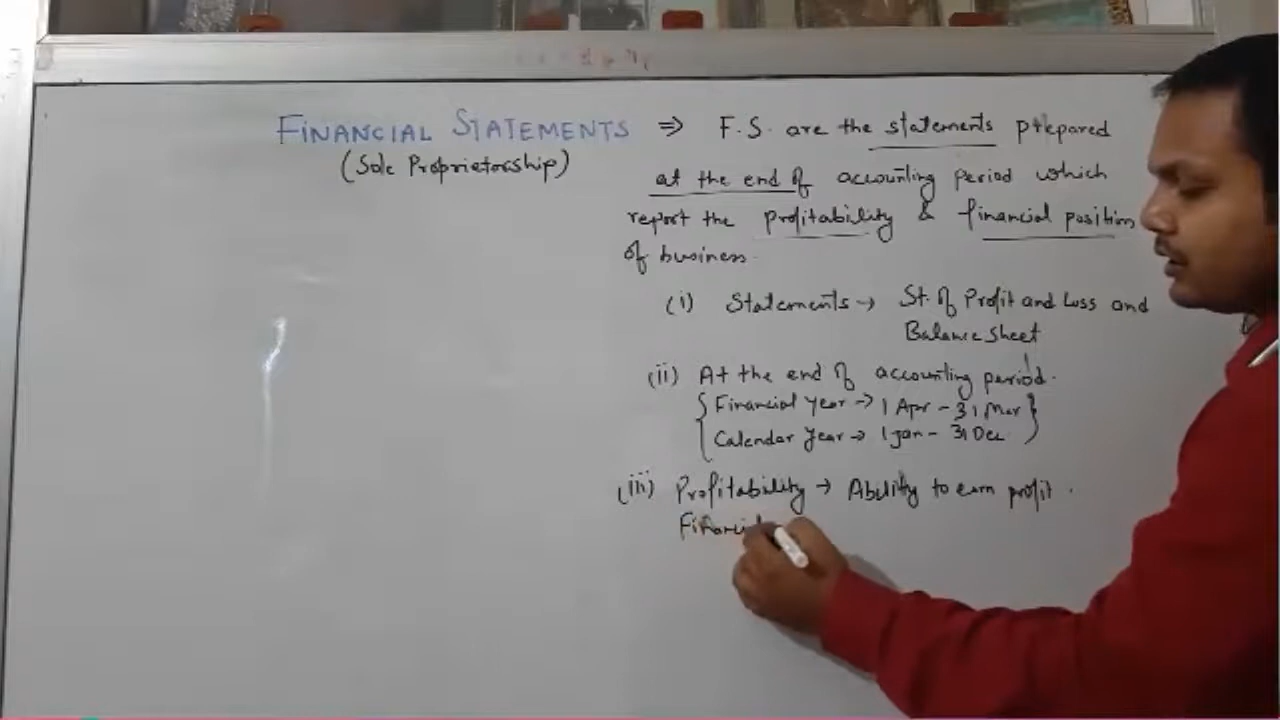 FINANCIAL STATEMENTS ⇒ F.S. are the statements prepared
(Sole Proprietorship)
at the end of accounting period which
report the profitability & financial position
of business.
(i) Statements → St. of Profit and Loss and
Balance sheet
(ii) At the end of accounting period.
{ Financial Year → 1 Apr - 31 Mar }
Calendar Year → 1 Jan - 31 Dec
(iii) Profitability → Ability to earn profit.